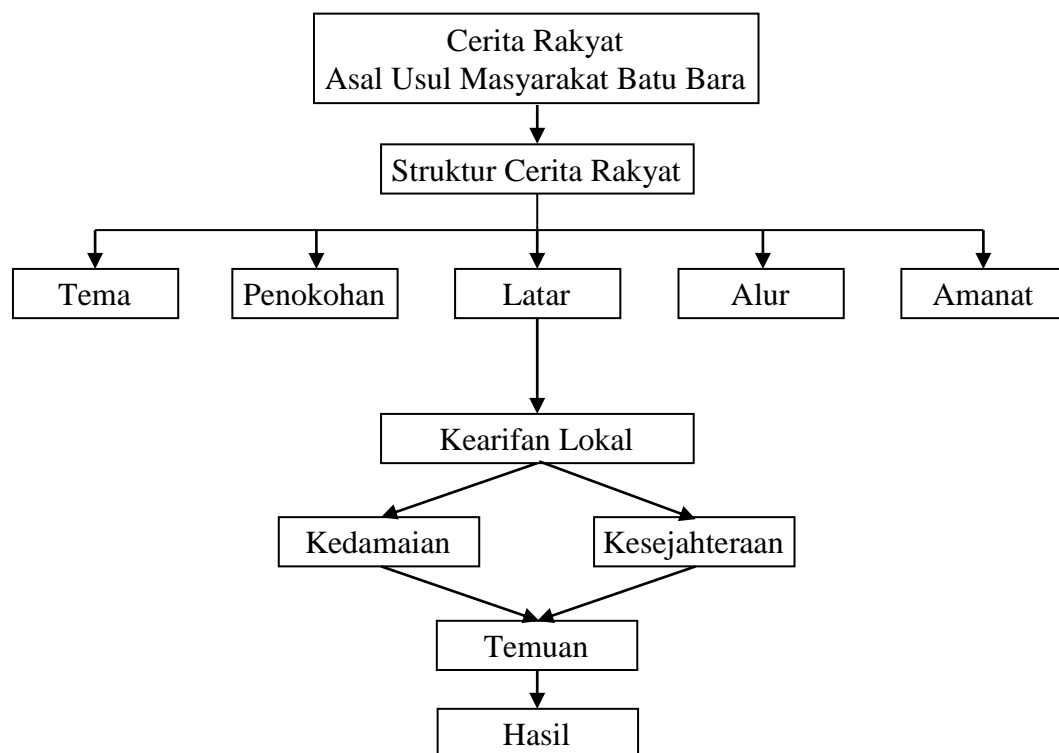 Cerita Rakyat
Asal Usul Masyarakat Batu Bara
Struktur Cerita Rakyat
Tema
Penokohan
Latar
Alur
Amanat
Kearifan Lokal
Kedamaian
Kesejahteraan
Temuan
Hasil